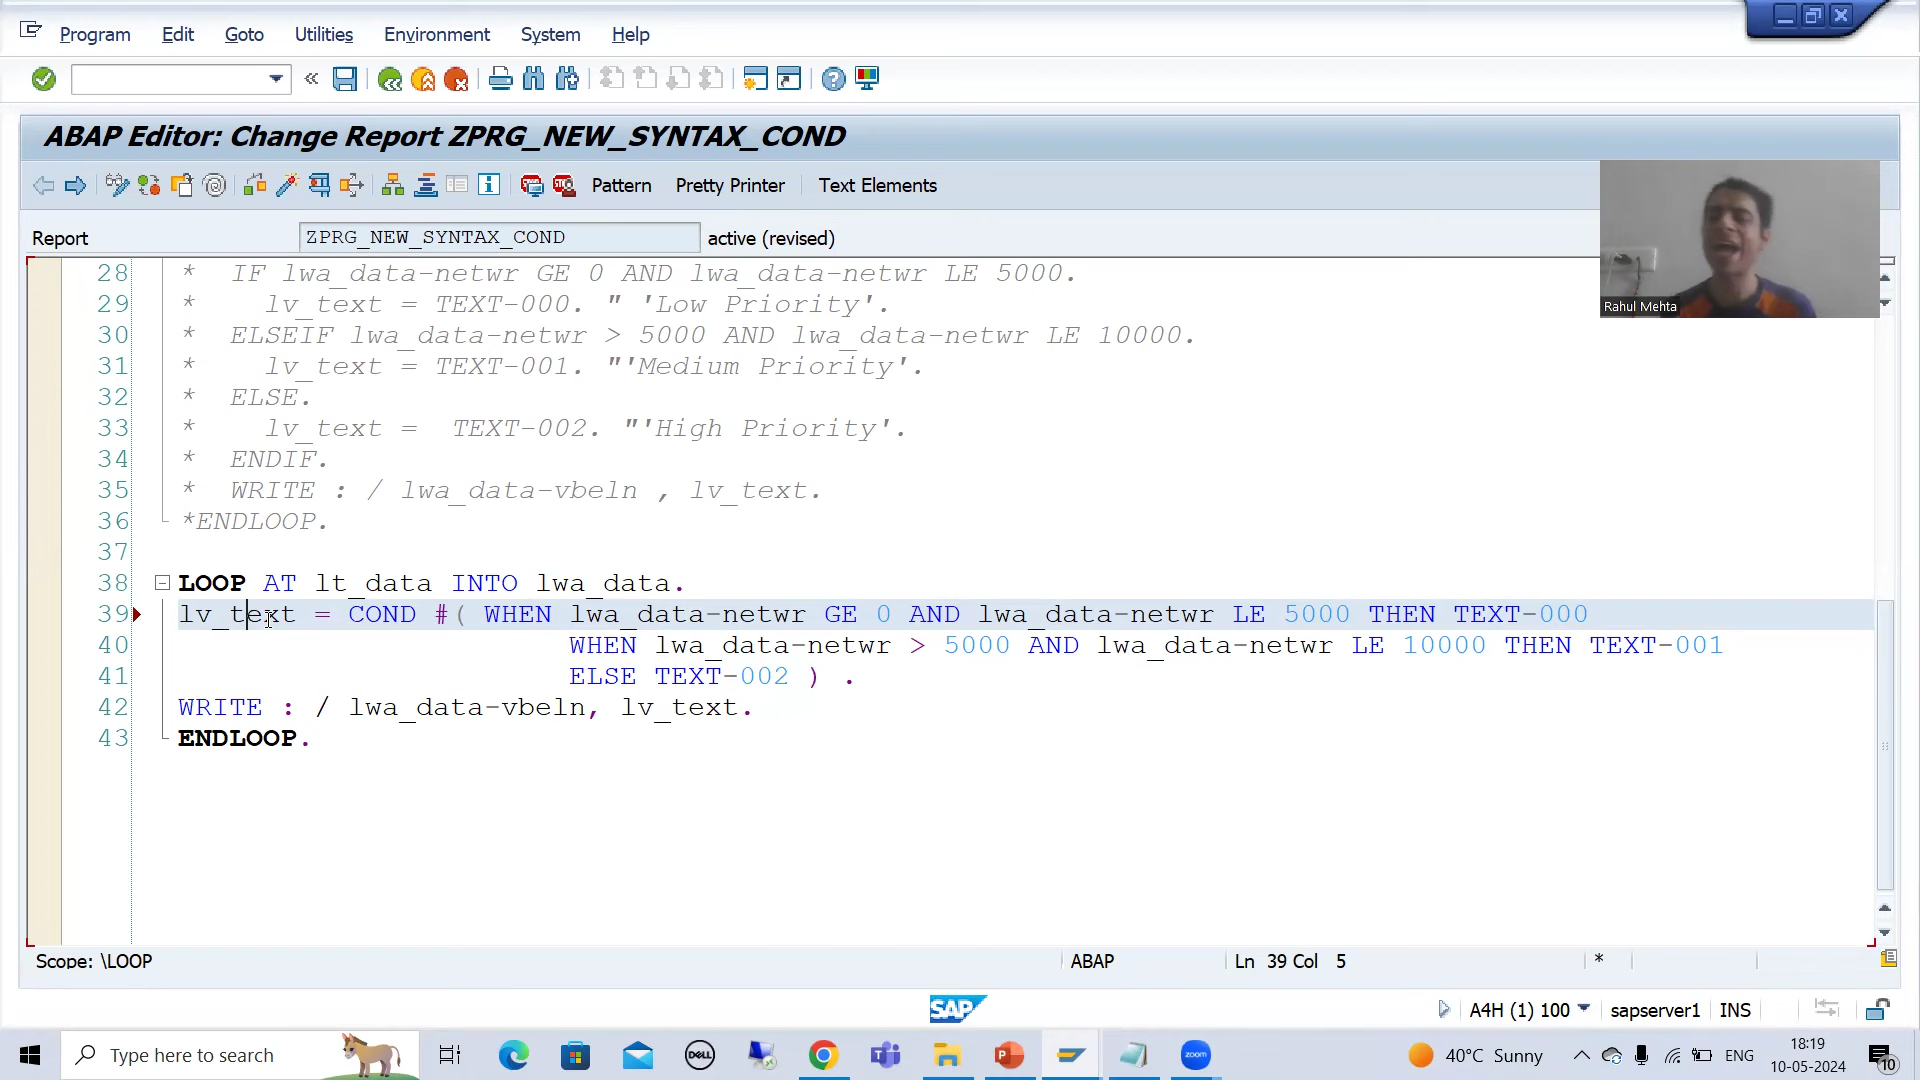 Program Edit Goto Utilities Environment System Help
ABAP Editor: Change Report ZPRG_NEW_SYNTAX_COND
Pattern Pretty Printer Text Elements
Report ZPRG_NEW_SYNTAX_COND active (revised)
Rahul Mehta
28 * IF lwa_data-netwr GE 0 AND lwa_data-netwr LE 5000.
29 * lv_text = TEXT-000. " 'Low Priority'.
30 * ELSEIF lwa_data-netwr > 5000 AND lwa_data-netwr LE 10000.
31 * lv_text = TEXT-001. "'Medium Priority'.
32 * ELSE.
33 * lv_text = TEXT-002. "'High Priority'.
34 * ENDIF.
35 * WRITE : / lwa_data-vbeln , lv_text.
36 *ENDLOOP.
37
38 LOOP AT lt_data INTO lwa_data.
39 lv_text = COND #( WHEN lwa_data-netwr GE 0 AND lwa_data-netwr LE 5000 THEN TEXT-000
40 WHEN lwa_data-netwr > 5000 AND lwa_data-netwr LE 10000 THEN TEXT-001
41 ELSE TEXT-002 ) .
42 WRITE : / lwa_data-vbeln, lv_text.
43 ENDLOOP.
Scope: \LOOP ABAP Ln 39 Col 5 *
SAP A4H (1) 100 sapserver1 INS
Type here to search DELL zoom 40°C Sunny ENG 18:19
10-05-2024 10